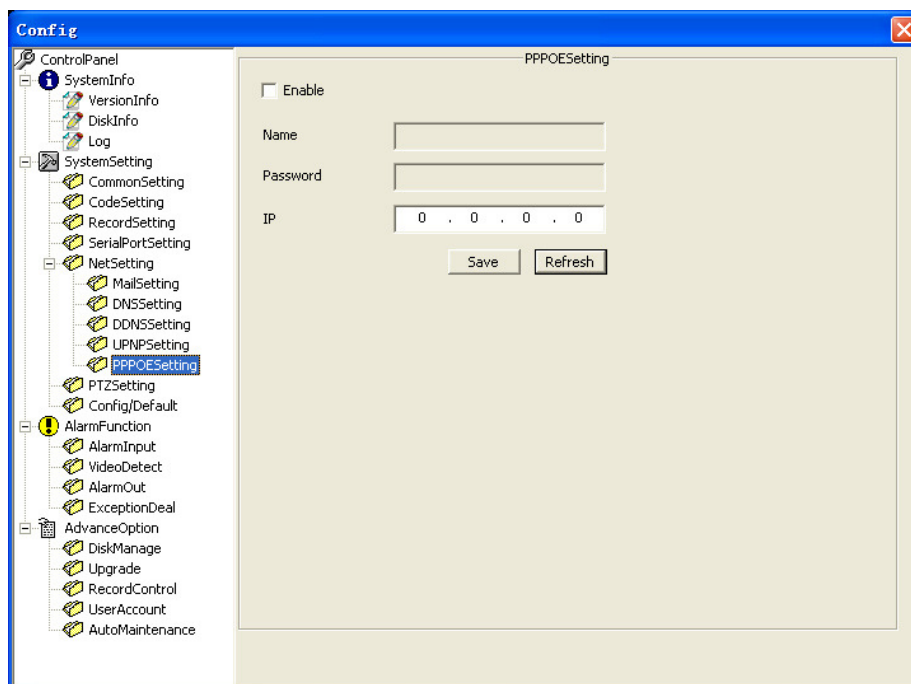 Config
ControlPanel
SystemInfo
VersionInfo
DiskInfo
Log
SystemSetting
CommonSetting
CodeSetting
RecordSetting
SerialPortSetting
NetSetting
MailSetting
DNSSetting
DDNSSetting
UPNPSetting
PPPOESetting
PTZSetting
Config/Default
AlarmFunction
AlarmInput
VideoDetect
AlarmOut
ExceptionDeal
AdvanceOption
DiskManage
Upgrade
RecordControl
UserAccount
AutoMaintenance
PPPOESetting
Enable
Name
Password
IP 0 . 0 . 0 . 0
Save Refresh